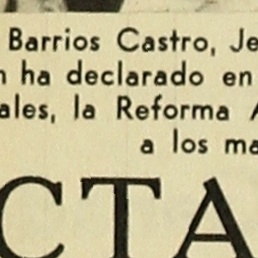 Barrios Castro, Je
n ha declarado en
ales, la Reforma A
a los ma
CTA